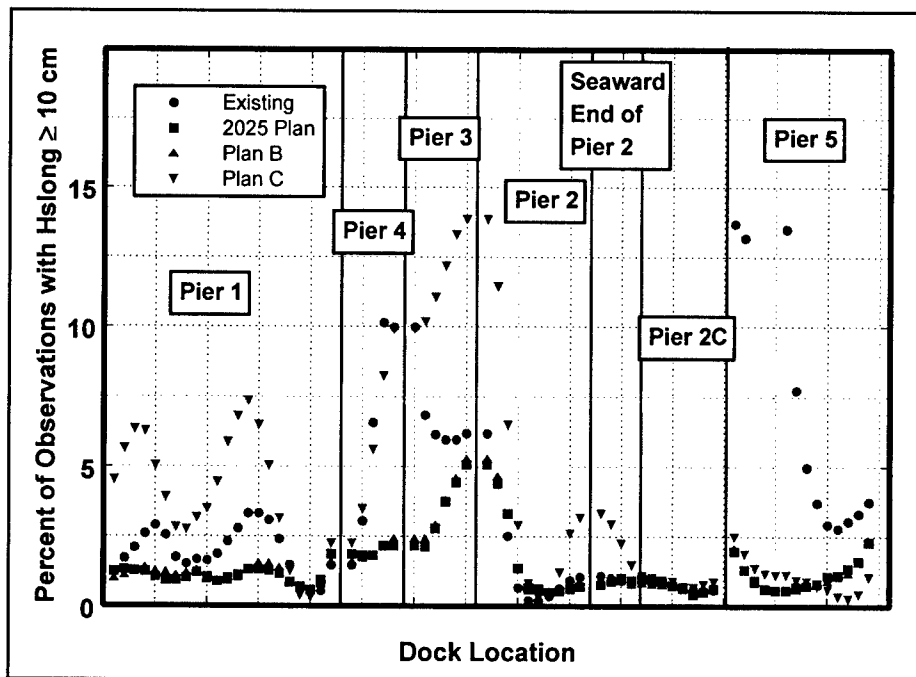 Percent of Observations with Hslong ≥ 10 cm
15
10
5
0
Existing
2025 Plan
Plan B
Plan C
Pier 1
Pier 4
Pier 3
Pier 2
Seaward
End of
Pier 2
Pier 2C
Pier 5
Dock Location